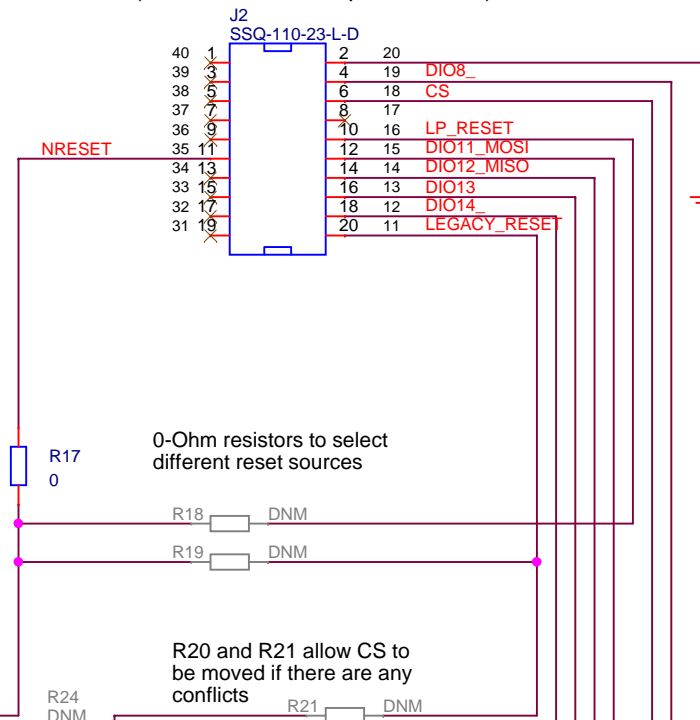 J2
SSQ-110-23-L-D
40 1 2 20
39 3 4 19 DIO8_
38 5 6 18 CS
37 7 8 17
36 9 10 16 LP_RESET
NRESET 35 11 12 15 DIO11_MOSI
34 13 14 14 DIO12_MISO
33 15 16 13 DIO13
32 17 18 12 DIO14_
31 19 20 11 LEGACY_RESET
0-Ohm resistors to select
different reset sources
R17
0
R18 DNM
R19 DNM
R20 and R21 allow CS to
be moved if there are any
conflicts
R24
DNM
R21 DNM